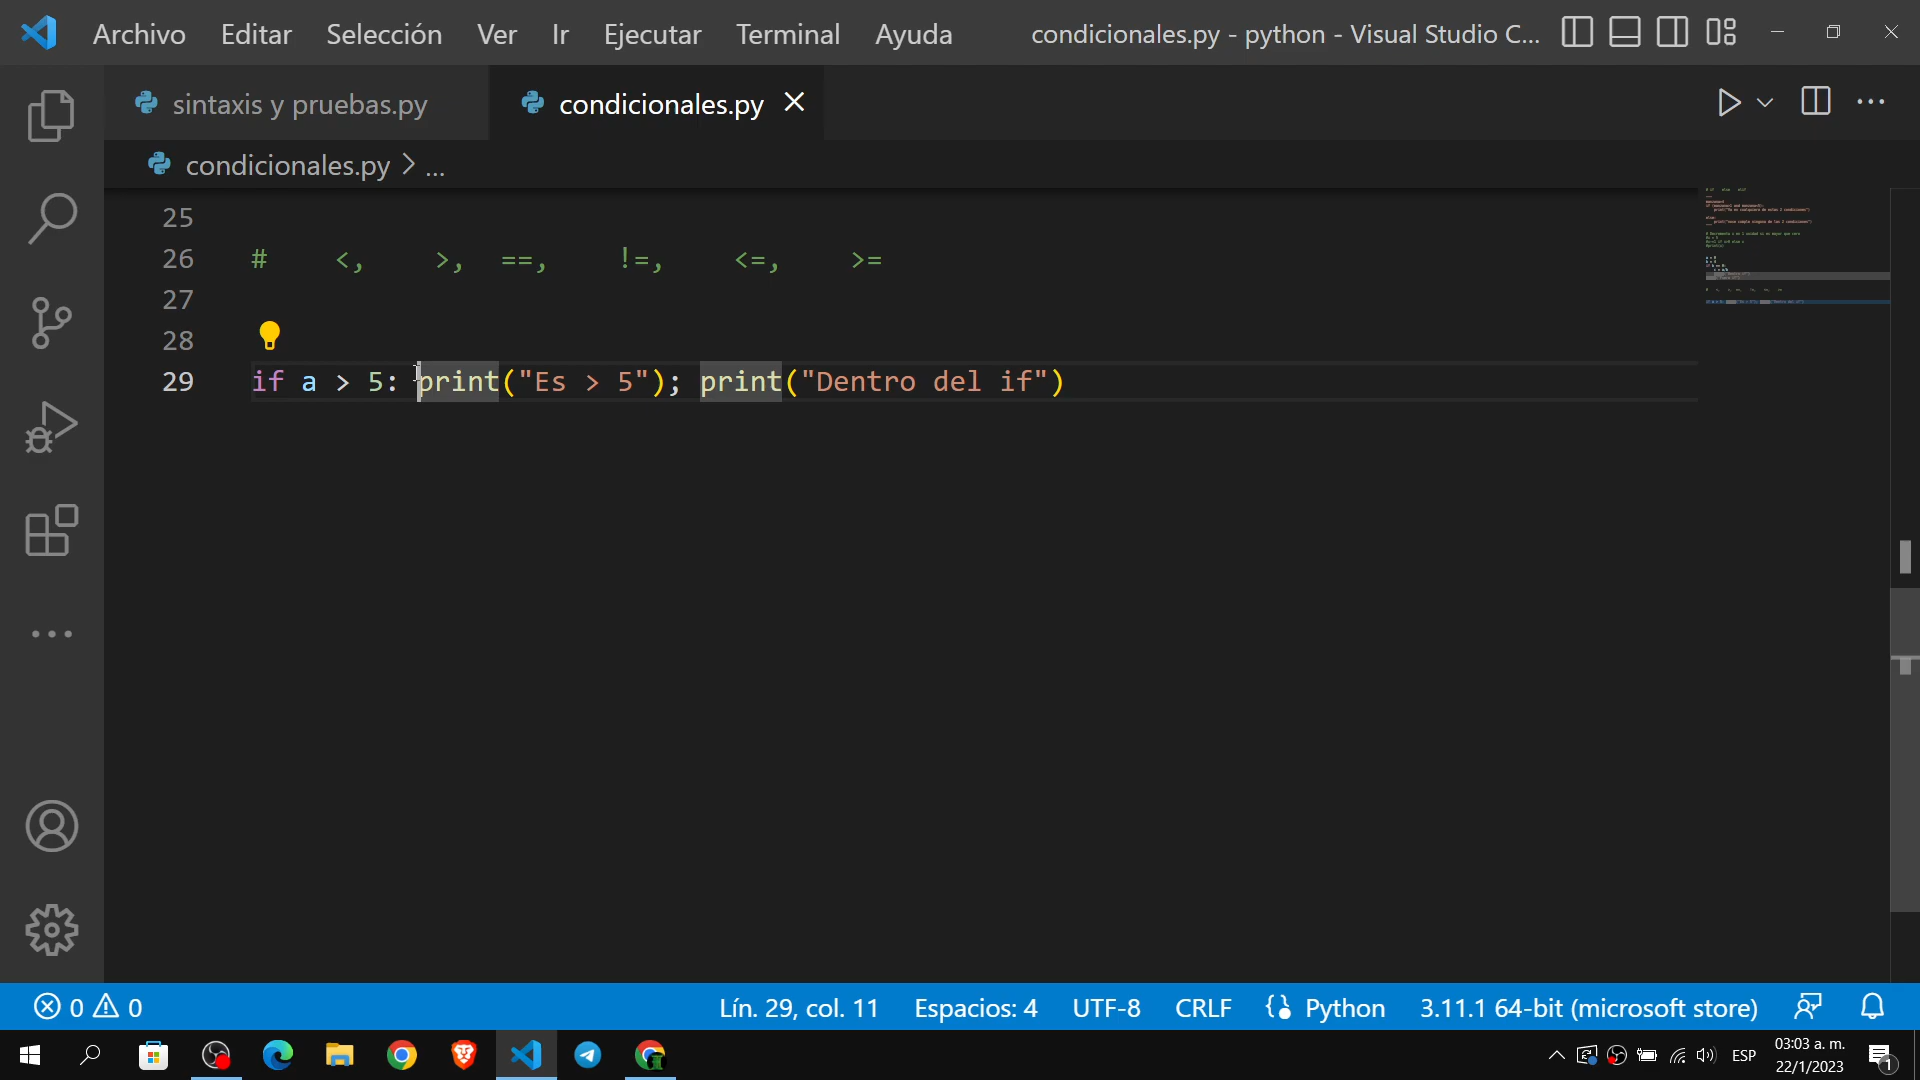 Archivo Editar Selección Ver Ir Ejecutar Terminal Ayuda condicionales.py - python - Visual Studio C...
sintaxis y pruebas.py condicionales.py
condicionales.py > ...
25
26 # <, >, ==, !=, <=, >=
27
28
29 if a > 5: print("Es > 5"); print("Dentro del if")
0 0 Lín. 29, col. 11 Espacios: 4 UTF-8 CRLF Python 3.11.1 64-bit (microsoft store)
ESP 03:03 a. m.
22/1/2023 1